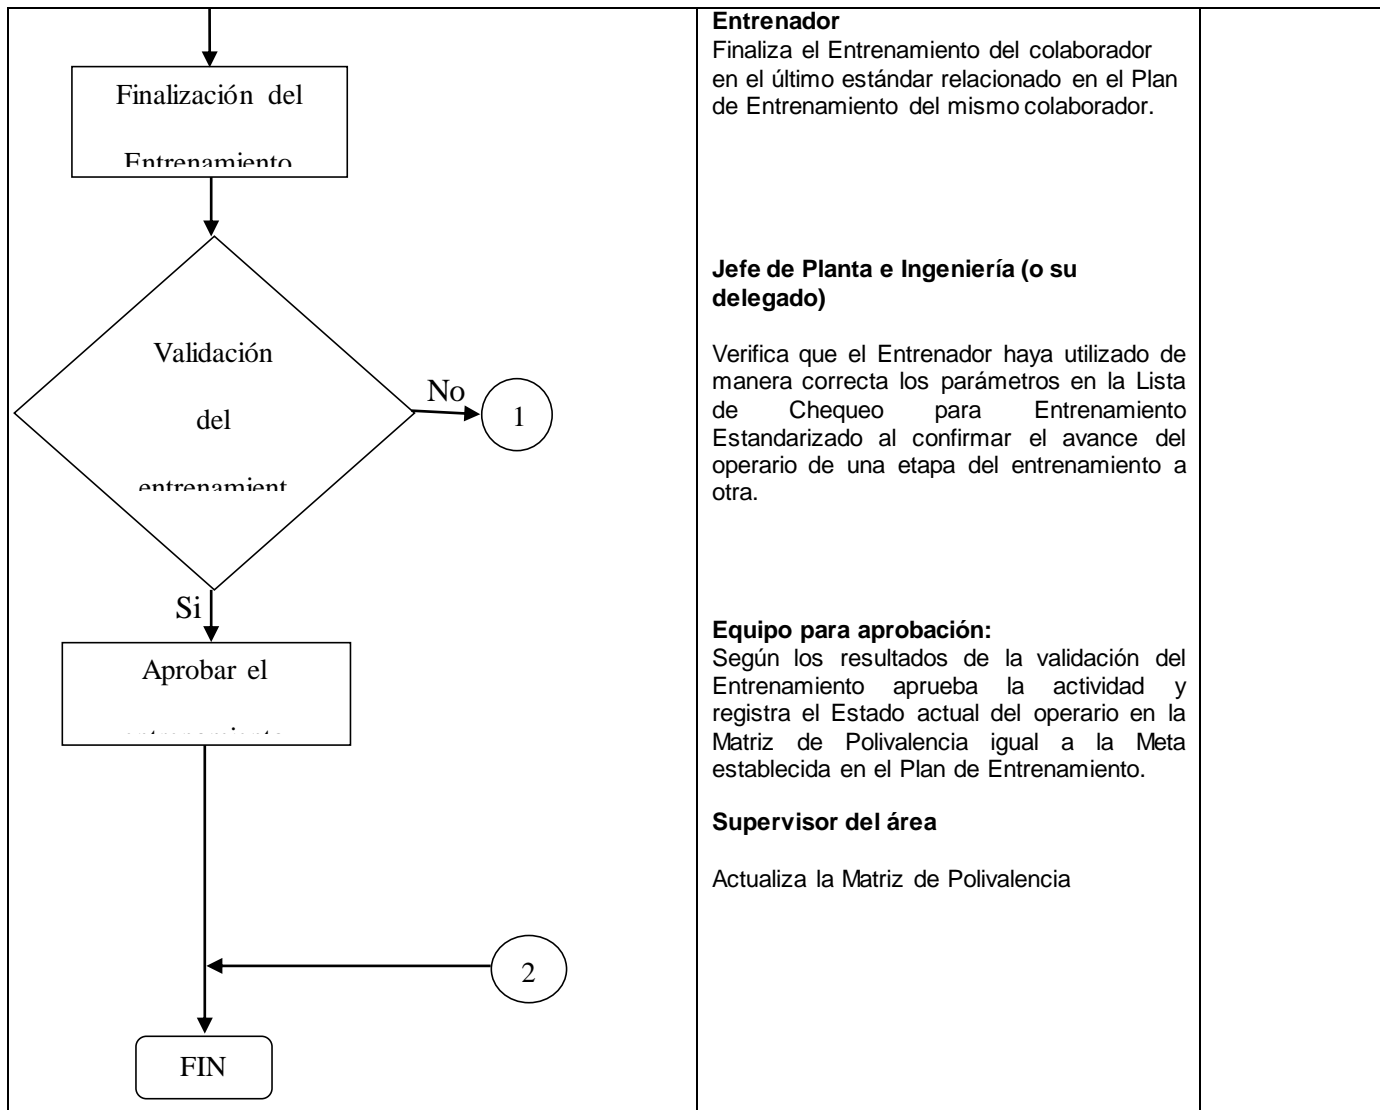 Finalización del
Entrenamiento
Validación
del
entrenamient
No
1
Si
Aprobar el
2
FIN
Entrenador
Finaliza el Entrenamiento del colaborador
en el último estándar relacionado en el Plan
de Entrenamiento del mismo colaborador.
Jefe de Planta e Ingeniería (o su
delegado)
Verifica que el Entrenador haya utilizado de
manera correcta los parámetros en la Lista
de Chequeo para Entrenamiento
Estandarizado al confirmar el avance del
operario de una etapa del entrenamiento a
otra.
Equipo para aprobación:
Según los resultados de la validación del
Entrenamiento aprueba la actividad y
registra el Estado actual del operario en la
Matriz de Polivalencia igual a la Meta
establecida en el Plan de Entrenamiento.
Supervisor del área
Actualiza la Matriz de Polivalencia